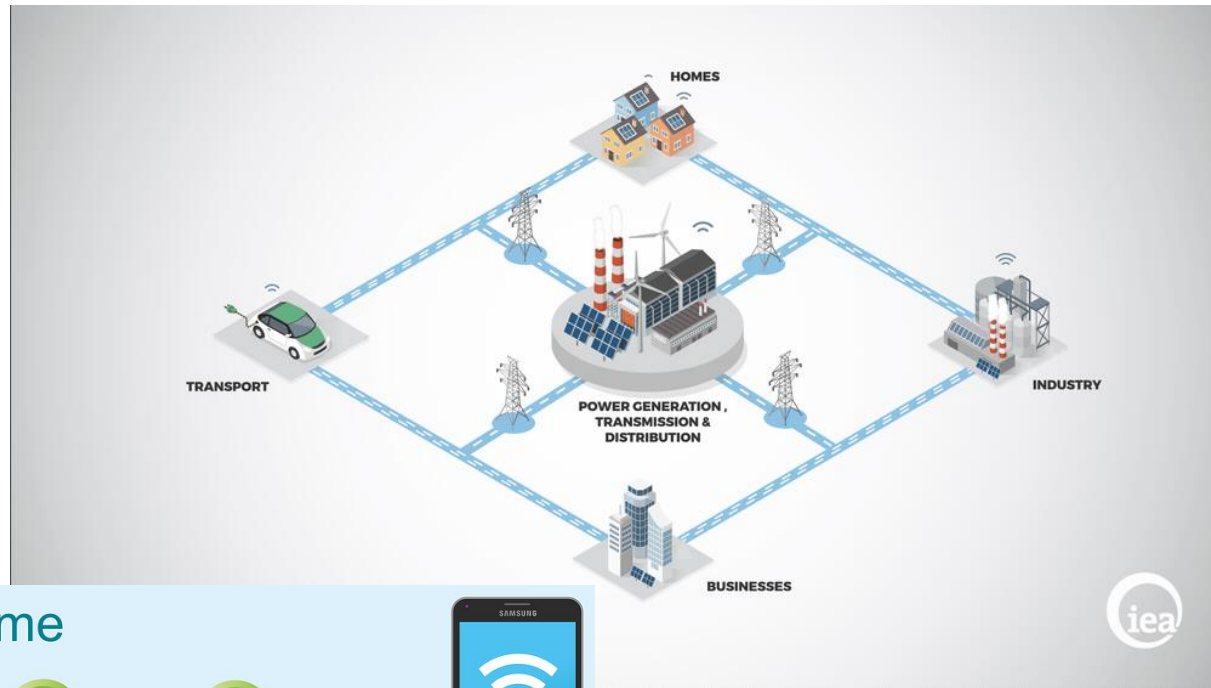 HOMES
TRANSPORT
INDUSTRY
POWER GENERATION,
TRANSMISSION &
DISTRIBUTION
BUSINESSES
iea
me
SAMSUNG